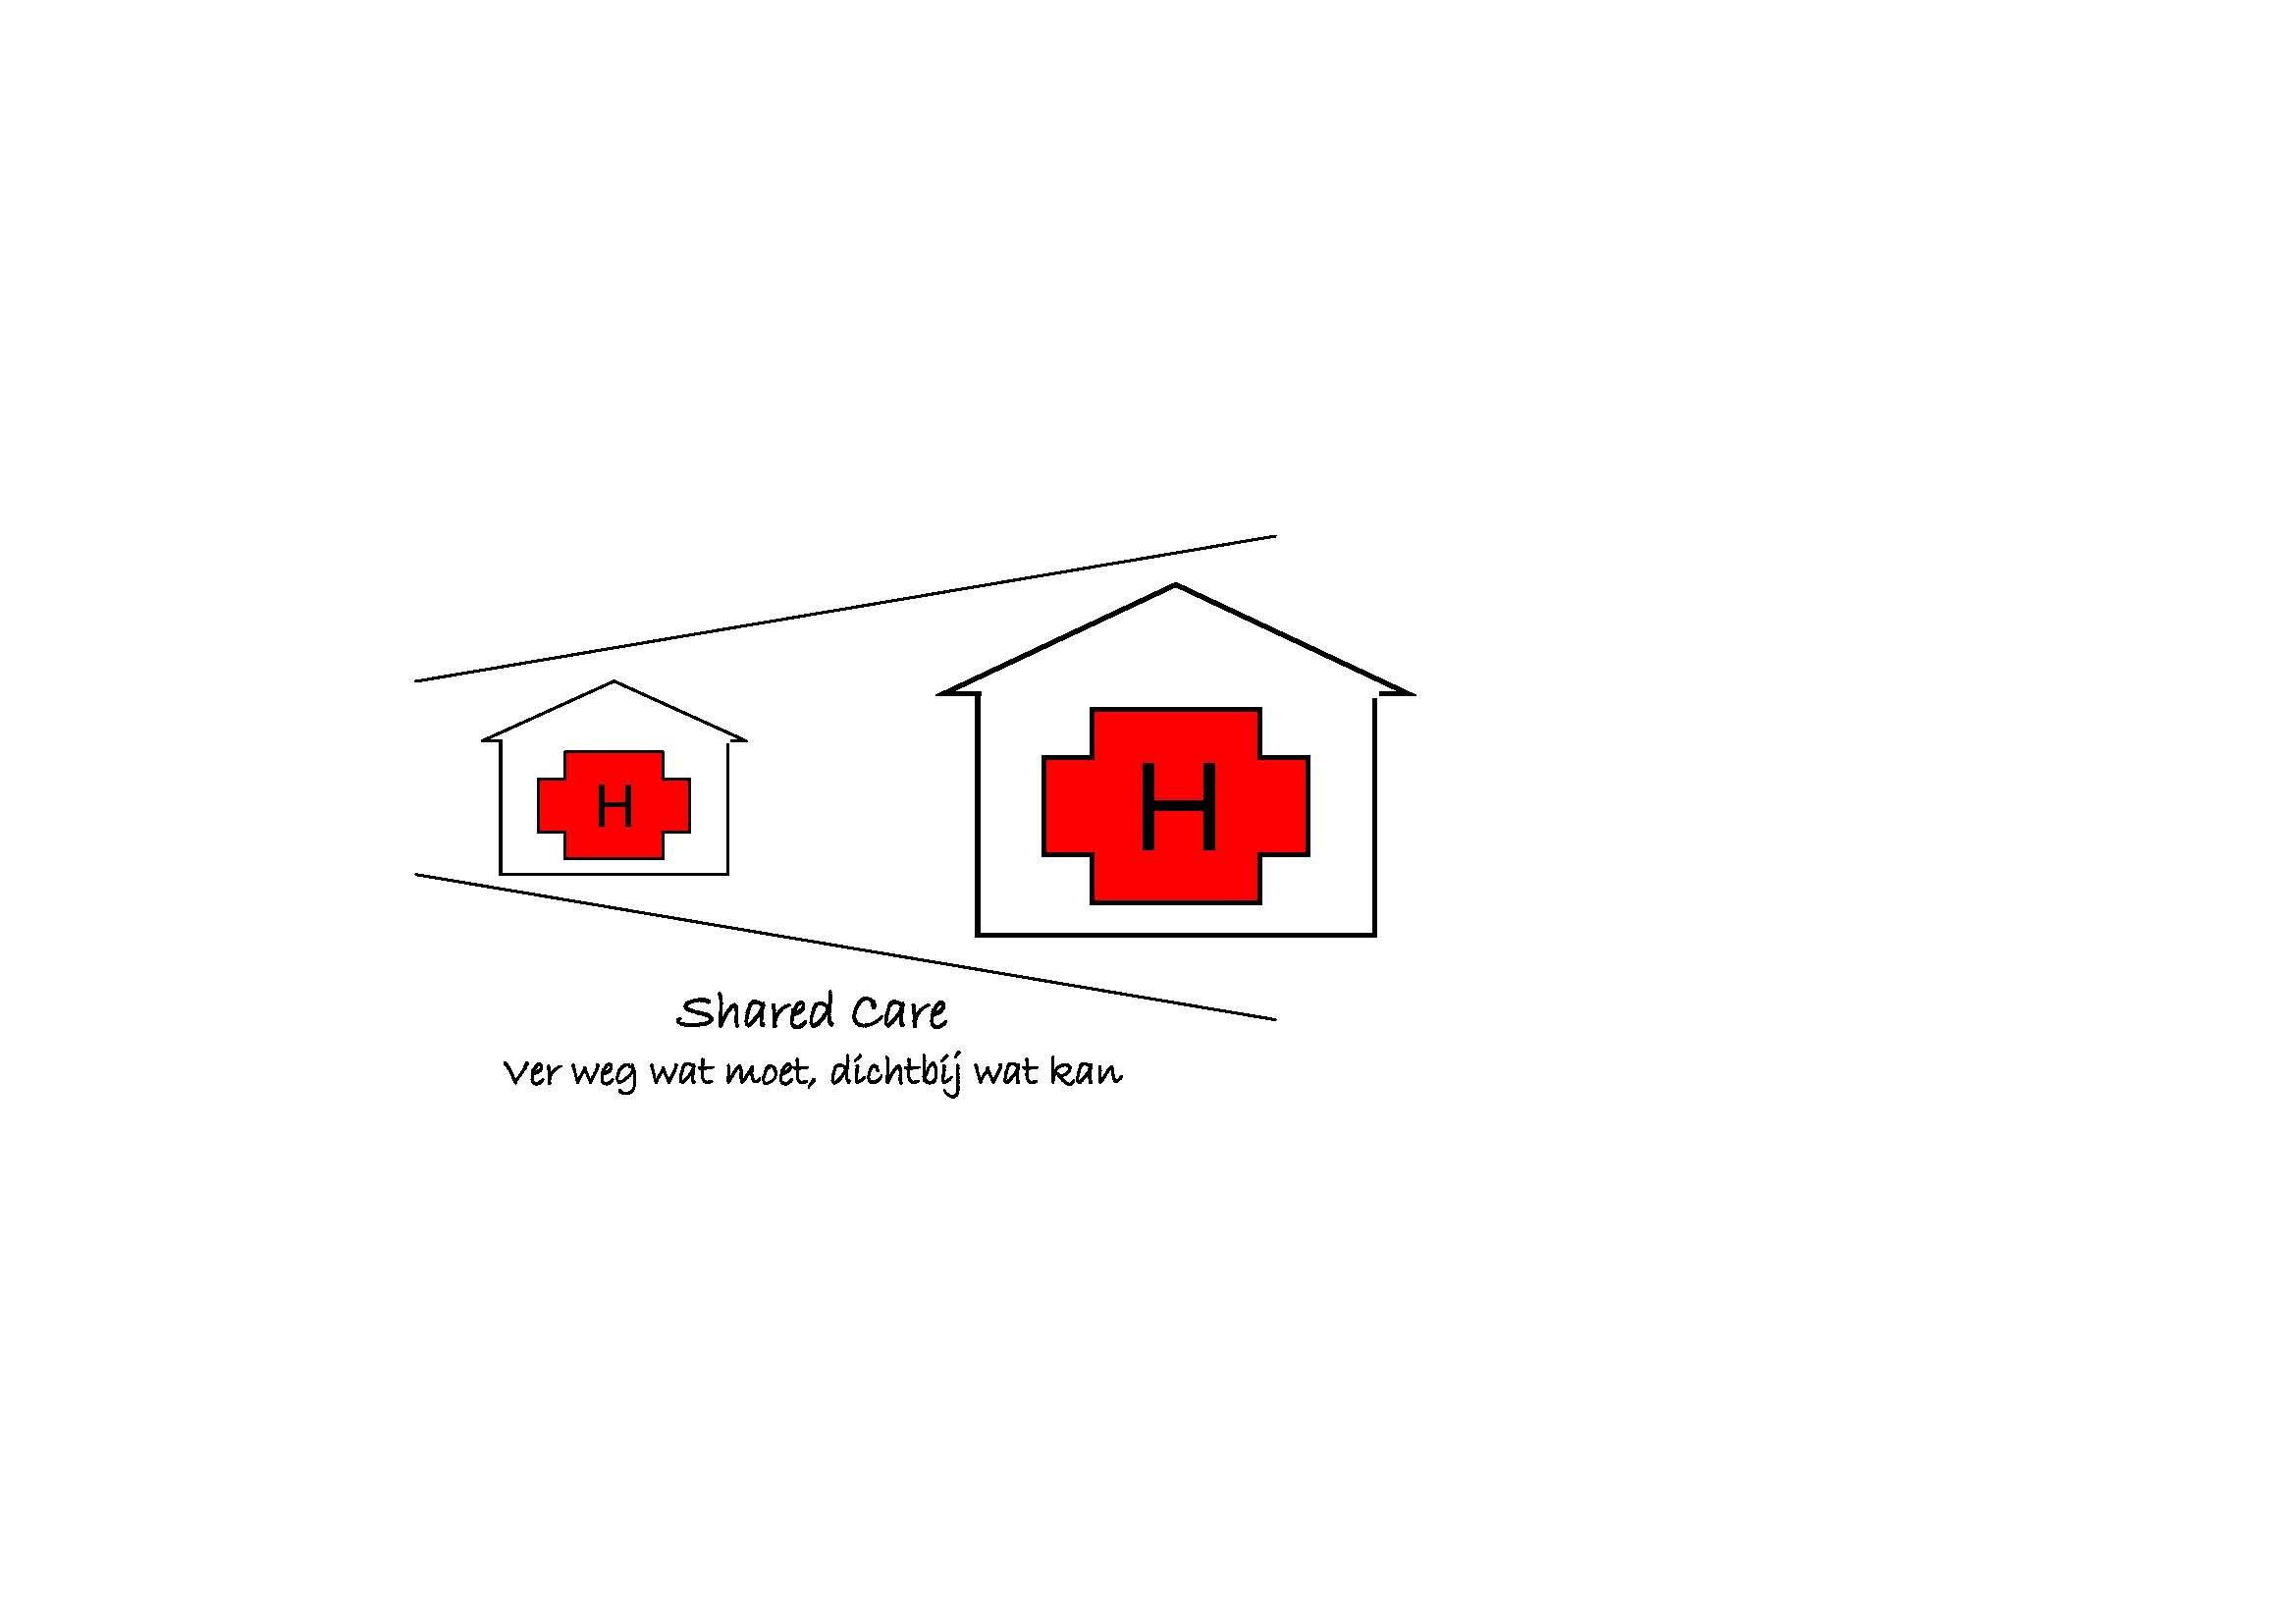 H
H
Shared Care
Ver weg wat moet, dichtbij wat kan